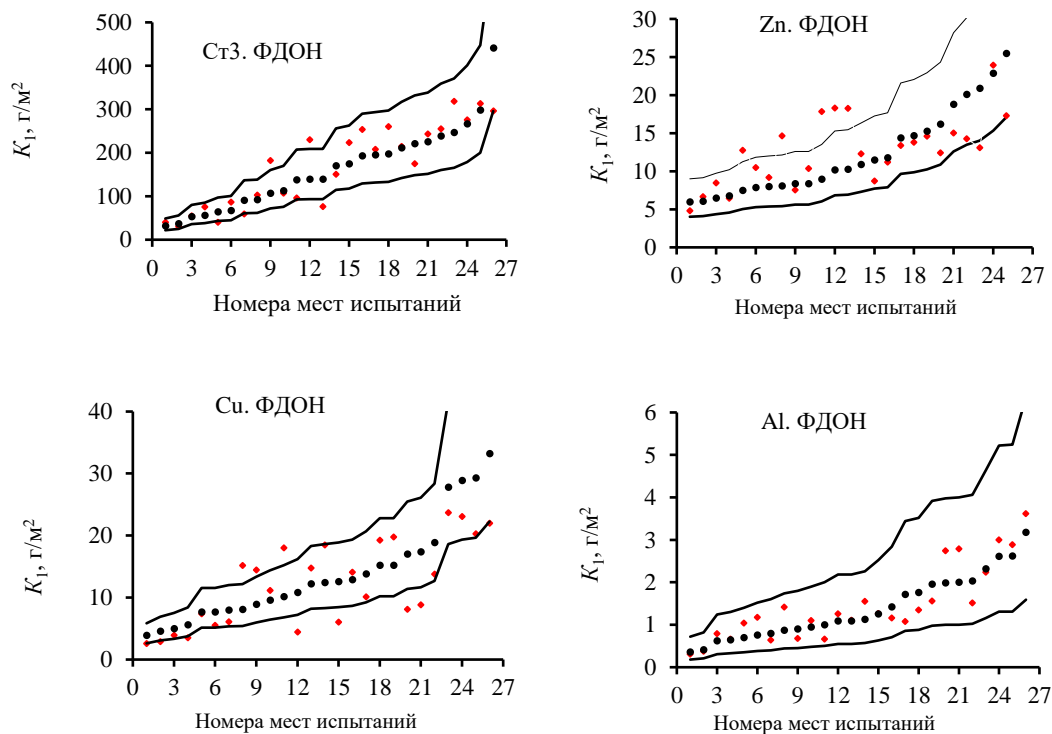 Ст3. ФДОН
K₁, г/м²
500
400
300
200
100
0
0 3 6 9 12 15 18 21 24 27
Номера мест испытаний
Zn. ФДОН
K₁, г/м²
30
25
20
15
10
5
0
0 3 6 9 12 15 18 21 24 27
Номера мест испытаний
Cu. ФДОН
K₁, г/м²
40
30
20
10
0
0 3 6 9 12 15 18 21 24 27
Номера мест испытаний
Al. ФДОН
K₁, г/м²
6
5
4
3
2
1
0
0 3 6 9 12 15 18 21 24 27
Номера мест испытаний